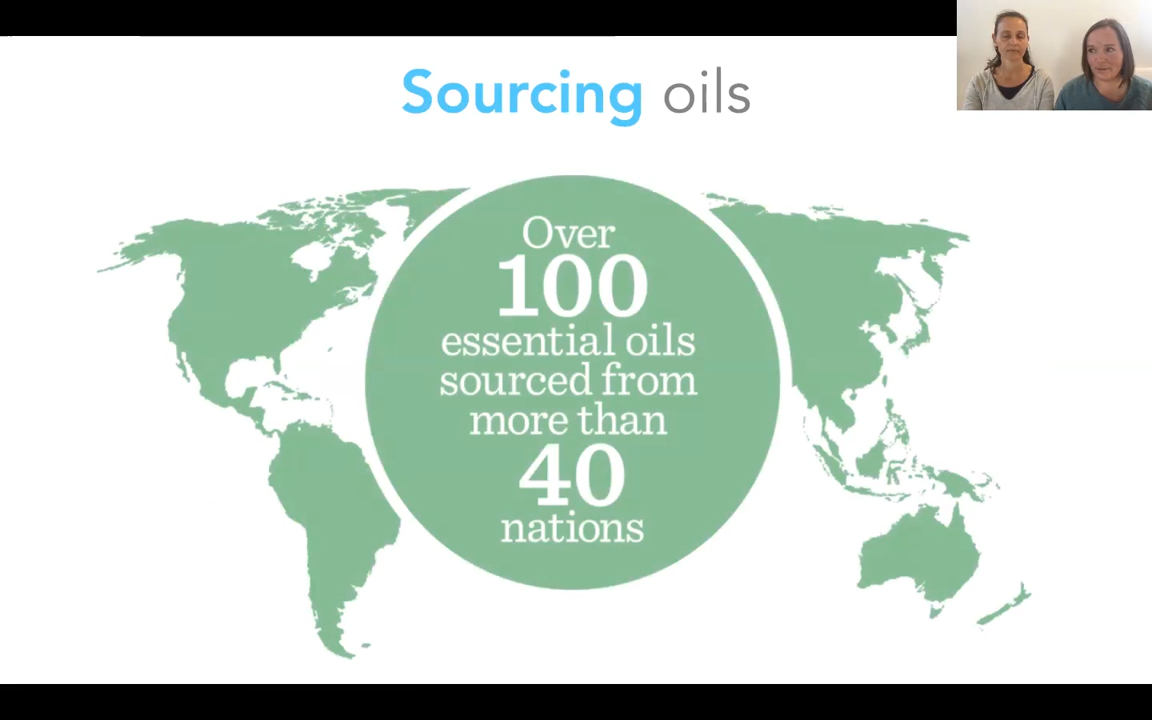 Sourcing oils
Over
100
essential oils
sourced from
more than
40
nations